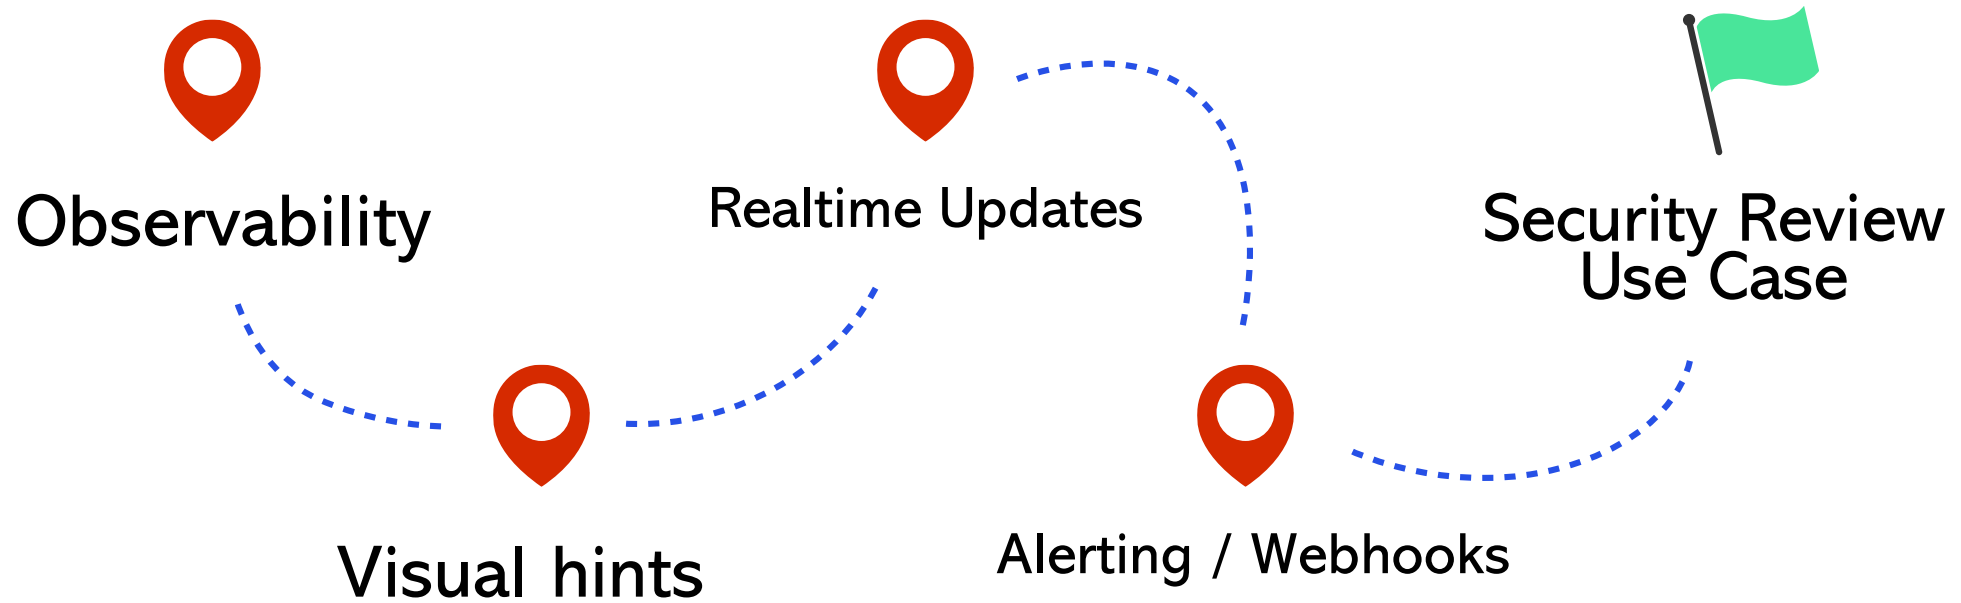 Observability
Visual hints
Realtime Updates
Alerting / Webhooks
Security Review
Use Case